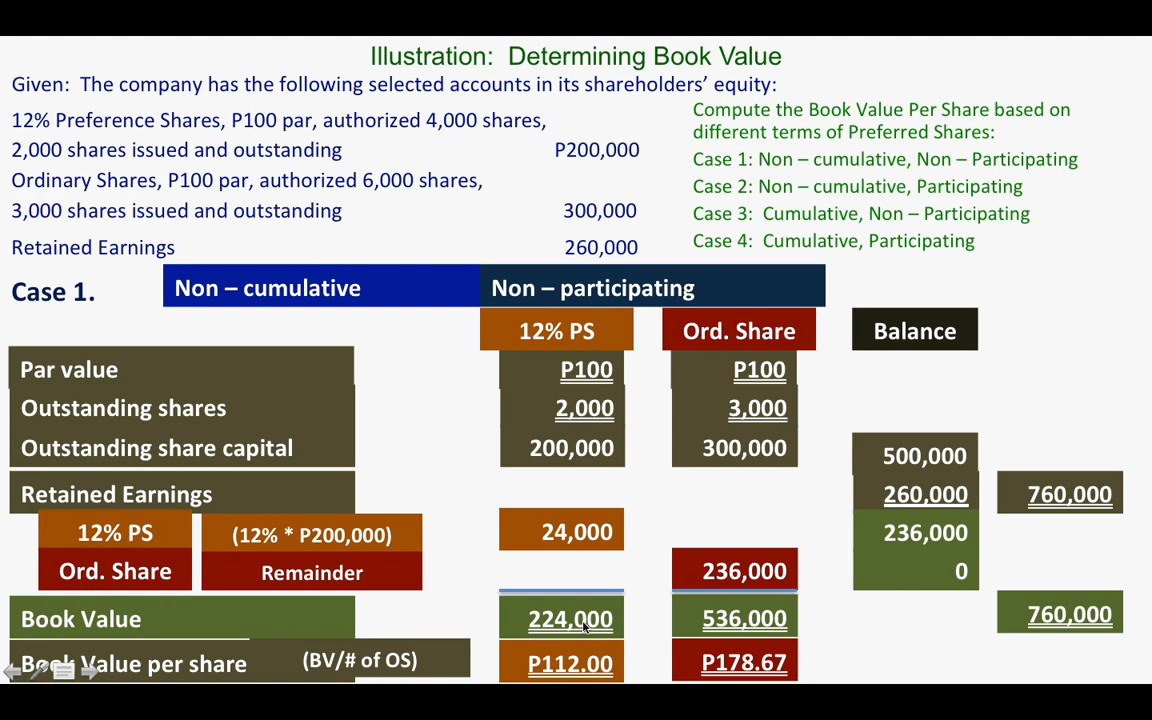 Illustration:  Determining Book Value
Given:  The company has the following selected accounts in its shareholders’ equity:
12% Preference Shares, P100 par, authorized 4,000 shares,
2,000 shares issued and outstanding P200,000
Ordinary Shares, P100 par, authorized 6,000 shares,
3,000 shares issued and outstanding 300,000
Retained Earnings 260,000
Compute the Book Value Per Share based on
different terms of Preferred Shares:
Case 1: Non – cumulative, Non – Participating
Case 2: Non – cumulative, Participating
Case 3:  Cumulative, Non – Participating
Case 4:  Cumulative, Participating
Case 1. Non – cumulative Non – participating
12% PS Ord. Share Balance
Par value P100 P100
Outstanding shares 2,000 3,000
Outstanding share capital 200,000 300,000 500,000
Retained Earnings 260,000 760,000
12% PS (12% * P200,000) 24,000 236,000
Ord. Share Remainder 236,000 0
Book Value 224,000 536,000 760,000
Book Value per share (BV/# of OS) P112.00 P178.67